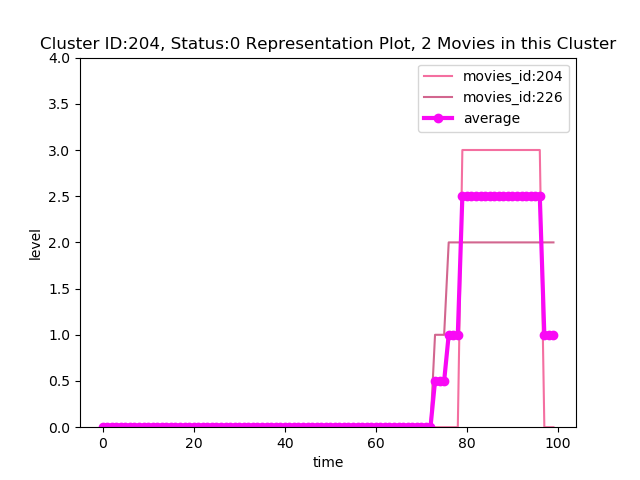 Cluster ID:204, Status:0 Representation Plot, 2 Movies in this Cluster
4.0
3.5
3.0
2.5
2.0
1.5
1.0
0.5
0.0
level
movies_id:204
movies_id:226
average
0 20 40 60 80 100
time